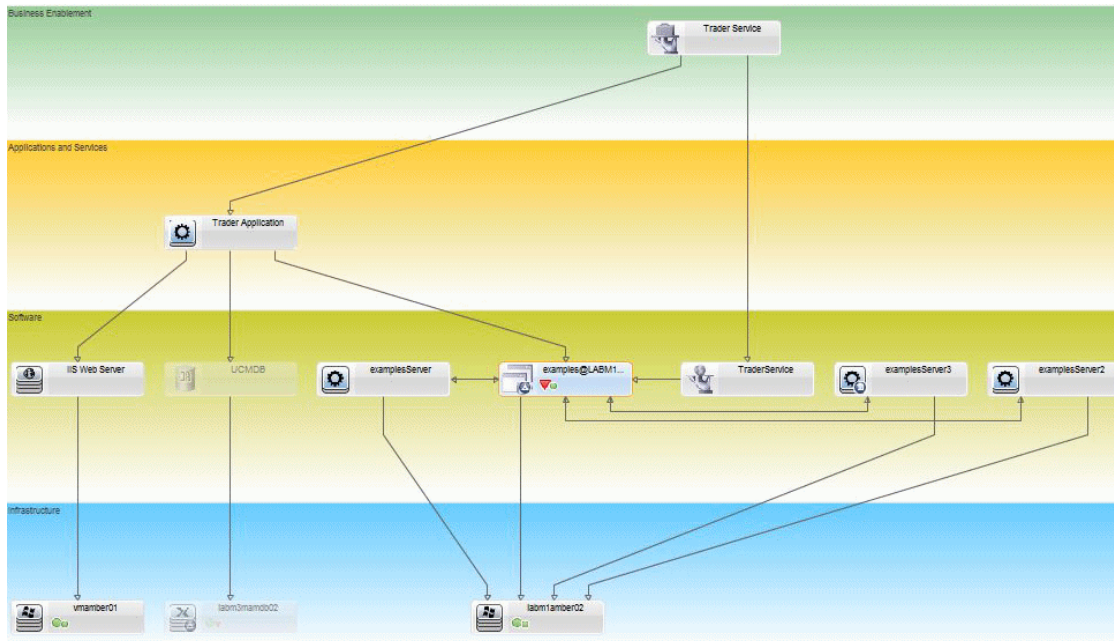 Business Enablement
Trader Service
Applications and Services
Trader Application
Software
IIS Web Server
UCMDB
examplesServer
examples@LABM1...
TraderService
examplesServer3
examplesServer2
Infrastructure
vmamber01
labm3mamdb02
labm1amber02